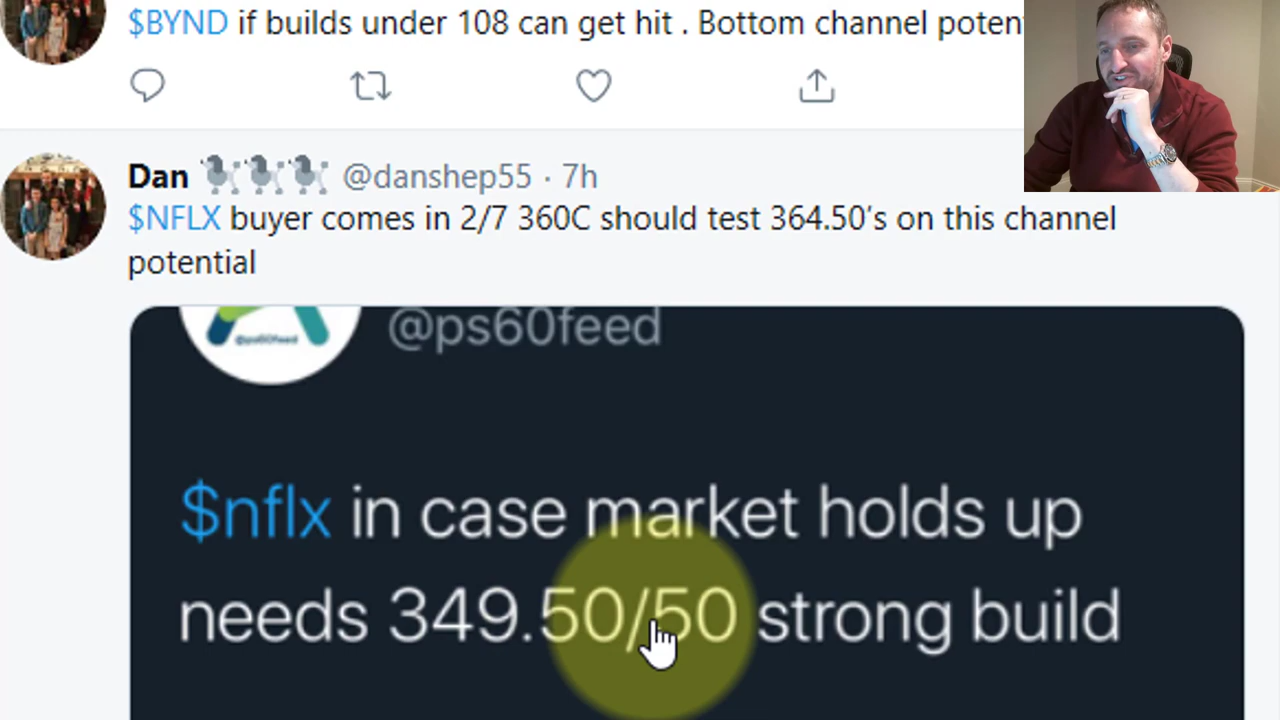 $BYND if builds under 108 can get hit . Bottom channel
Dan @danshep55 · 7h
$NFLX buyer comes in 2/7 360C should test 364.50's on this channel
potential
@ps60feed
@ps60feed
$nflx in case market holds up
needs 349.50/50 strong build